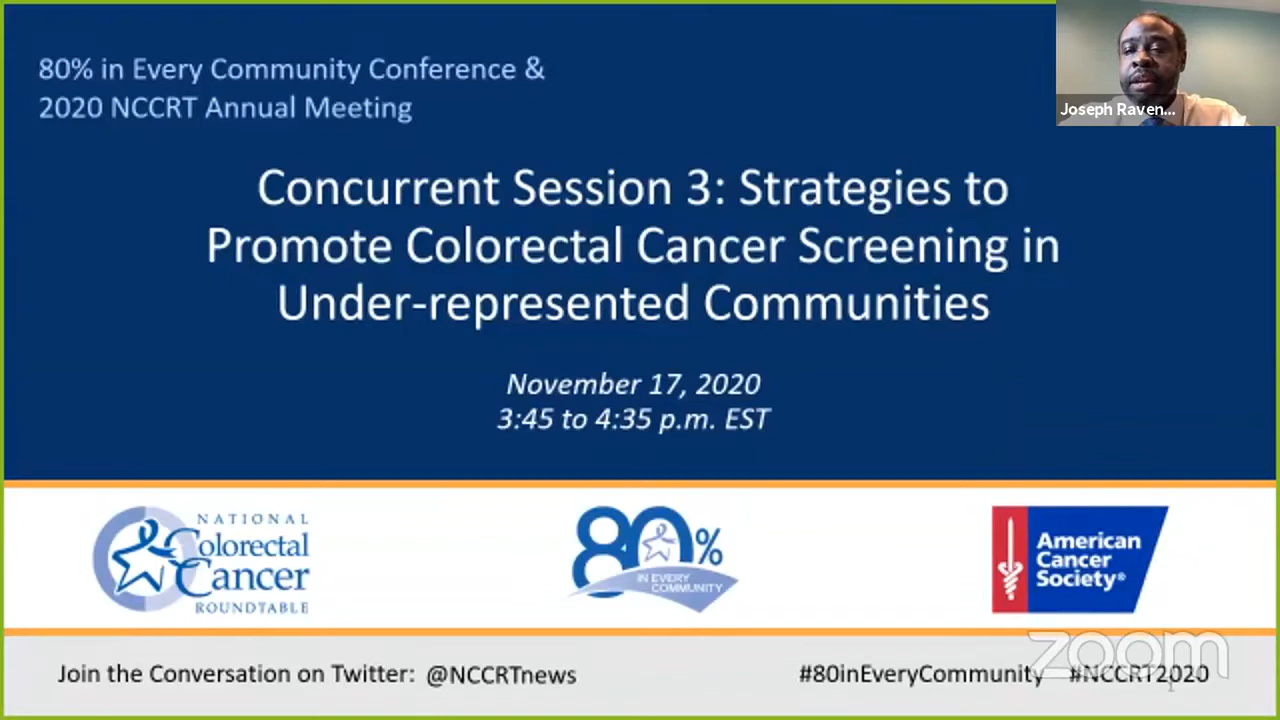 80% in Every Community Conference &
2020 NCCRT Annual Meeting
Joseph Raven...
Concurrent Session 3: Strategies to
Promote Colorectal Cancer Screening in
Under-represented Communities
November 17, 2020
3:45 to 4:35 p.m. EST
NATIONAL
Colorectal
Cancer
ROUNDTABLE
80%
IN EVERY
COMMUNITY
American
Cancer
Society®
zoom
Join the Conversation on Twitter: @NCCRTnews
#80inEveryCommunity #NCCRT2020